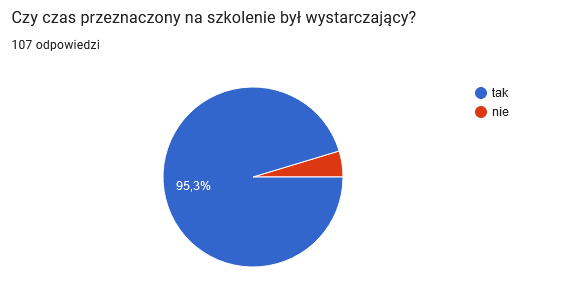 Czy czas przeznaczony na szkolenie był wystarczający?
107 odpowiedzi
tak
nie
95,3%